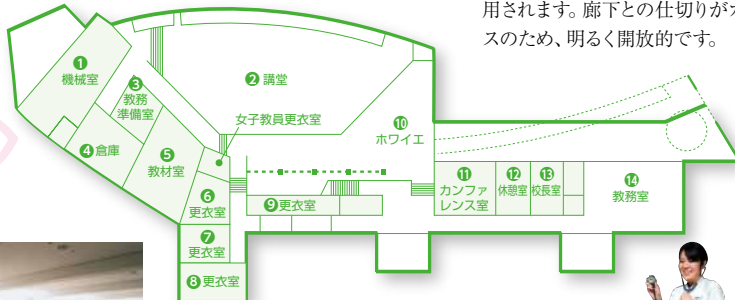 用されます。廊下との仕切りが
スのため、明るく開放的です。
❶
機械室
❷ 講堂
❸
教務
準備室
女子教員更衣室
❹ 倉庫
❺
教材室
❿
ホワイエ
❻
更衣室
❼
更衣室
❽ 更衣室
❾ 更衣室
⓫
カンファ
レンス室
⓬
休憩室
⓭
校長室
⓮
教務室